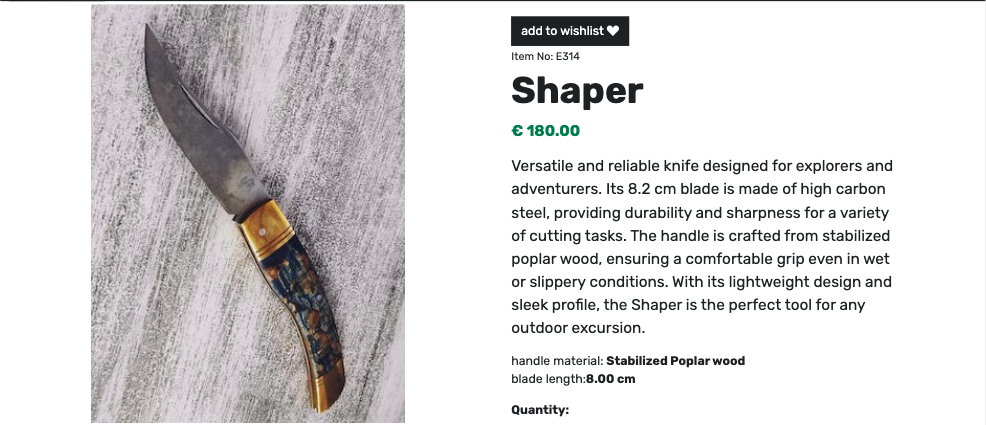 add to wishlist
Item No: E314
Shaper
€ 180.00
Versatile and reliable knife designed for explorers and
adventurers. Its 8.2 cm blade is made of high carbon
steel, providing durability and sharpness for a variety
of cutting tasks. The handle is crafted from stabilized
poplar wood, ensuring a comfortable grip even in wet
or slippery conditions. With its lightweight design and
sleek profile, the Shaper is the perfect tool for any
outdoor excursion.
handle material: Stabilized Poplar wood
blade length:8.00 cm
Quantity: